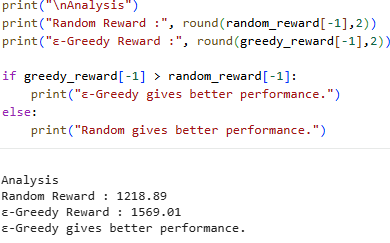 print("\nAnalysis")
print("Random Reward :", round(random_reward[-1],2))
print("ε-Greedy Reward :", round(greedy_reward[-1],2))
if greedy_reward[-1] > random_reward[-1]:
    print("ε-Greedy gives better performance.")
else:
    print("Random gives better performance.")
Analysis
Random Reward : 1218.89
ε-Greedy Reward : 1569.01
ε-Greedy gives better performance.